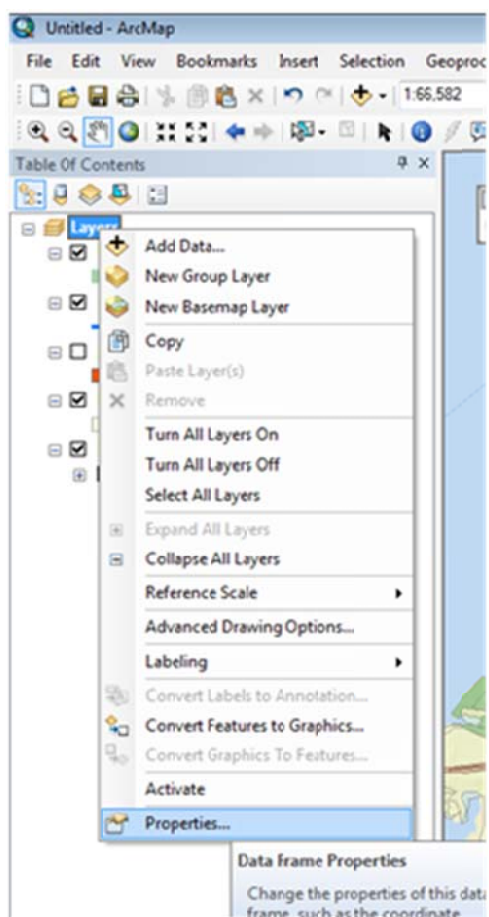 Untitled - ArcMap
File Edit View Bookmarks Insert Selection Geoproc
1:66,582
Table Of Contents
Layers
Add Data...
New Group Layer
New Basemap Layer
Copy
Paste Layer(s)
Remove
Turn All Layers On
Turn All Layers Off
Select All Layers
Expand All Layers
Collapse All Layers
Reference Scale
Advanced Drawing Options...
Labeling
Convert Labels to Annotation...
Convert Features to Graphics...
Convert Graphics To Features...
Activate
Properties...
Data Frame Properties
Change the properties of this data
frame, such as the coordinate